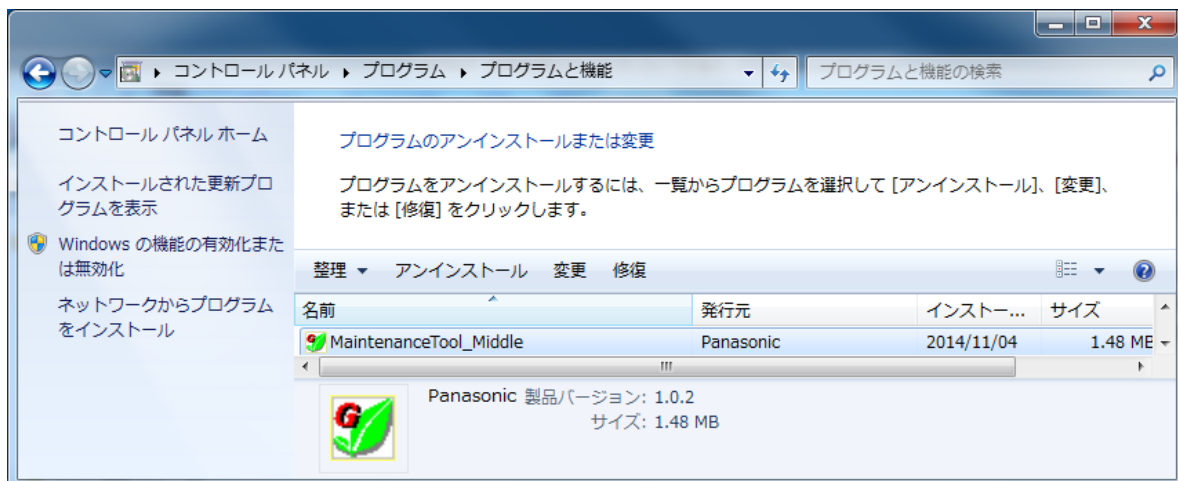 コントロール パネル ▸ プログラム ▸ プログラムと機能
プログラムと機能の検索
コントロール パネル ホーム
インストールされた更新プロ
グラムを表示
Windows の機能の有効化また
は無効化
ネットワークからプログラム
をインストール
プログラムのアンインストールまたは変更
プログラムをアンインストールするには、一覧からプログラムを選択して [アンインストール]、[変更]、
または [修復] をクリックします。
整理 アンインストール 変更 修復
名前 発行元 インストー... サイズ
MaintenanceTool_Middle Panasonic 2014/11/04 1.48 MB
Panasonic 製品バージョン: 1.0.2
サイズ: 1.48 MB
G